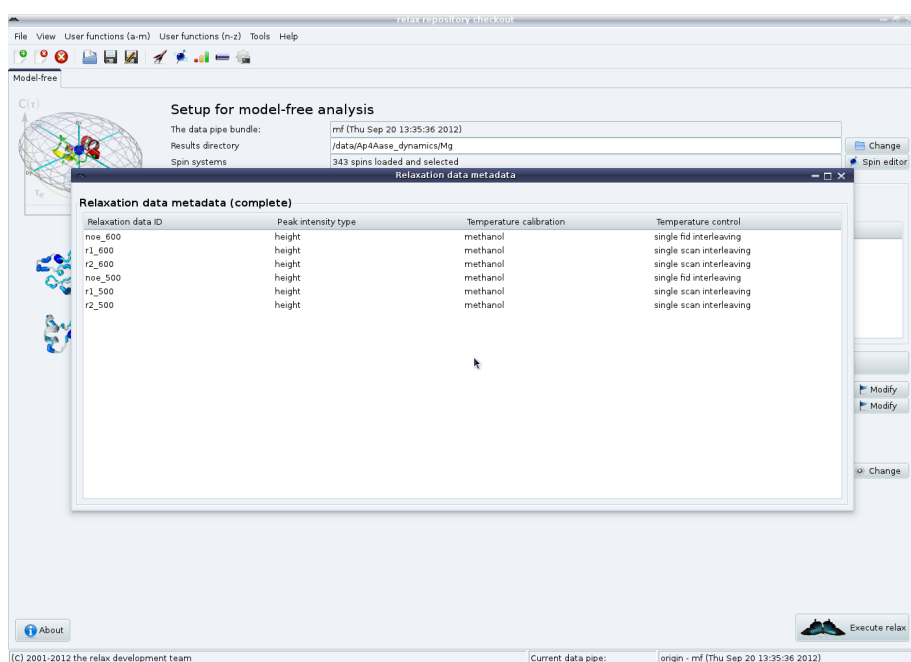 relax repository checkout
File View User functions (a-m) User functions (n-z) Tools Help
Model-free
C(τ)
Setup for model-free analysis
The data pipe bundle: mf (Thu Sep 20 13:35:36 2012)
Results directory /data/Ap4Aase_dynamics/Mg Change
Spin systems 343 spins loaded and selected Spin editor
Relaxation data metadata
Relaxation data metadata (complete)
Relaxation data ID Peak intensity type Temperature calibration Temperature control
noe_600 height methanol single fid interleaving
r1_600 height methanol single scan interleaving
r2_600 height methanol single scan interleaving
noe_500 height methanol single fid interleaving
r1_500 height methanol single scan interleaving
r2_500 height methanol single scan interleaving
Modify
Modify
Change
About
Execute relax
(C) 2001-2012 the relax development team Current data pipe: origin - mf (Thu Sep 20 13:35:36 2012)